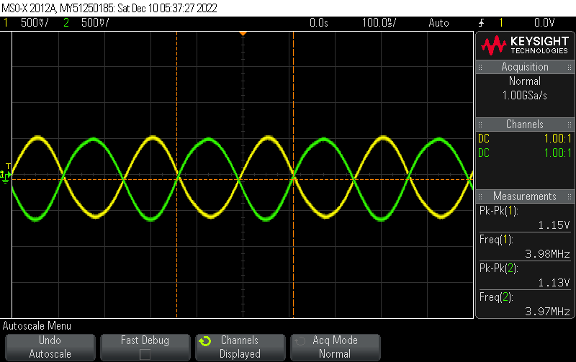 MSO-X 2012A, MY51250185: Sat Dec 10 05:37:27 2022
1 500mV/ 2 500mV/ 0.0s 100.0ns/ Auto 1 0.0V
KEYSIGHT
TECHNOLOGIES
Acquisition
Normal
1.00GSa/s
Channels
DC 1.00:1
DC 1.00:1
Measurements
Pk-Pk(1):
1.15V
Freq(1):
3.98MHz
Pk-Pk(2):
1.13V
Freq(2):
3.97MHz
T
Autoscale Menu
Undo
Autoscale
Fast Debug
Channels
Displayed
Acq Mode
Normal